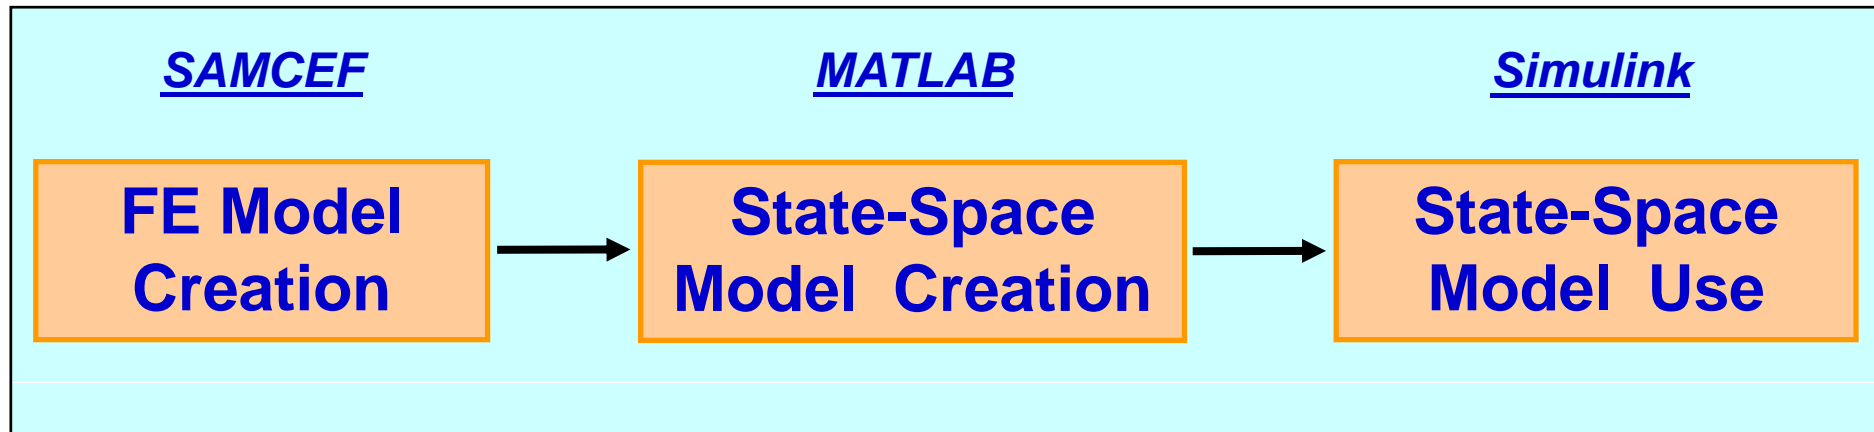 SAMCEF
MATLAB
Simulink
FE Model
Creation
State-Space
Model Creation
State-Space
Model Use